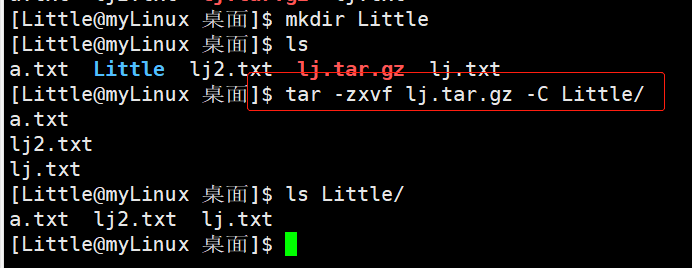 [Little@myLinux 桌面]$ mkdir Little
[Little@myLinux 桌面]$ ls
a.txt  Little  lj2.txt  lj.tar.gz  lj.txt
[Little@myLinux 桌面]$ tar -zxvf lj.tar.gz -C Little/
a.txt
lj2.txt
lj.txt
[Little@myLinux 桌面]$ ls Little/
a.txt  lj2.txt  lj.txt
[Little@myLinux 桌面]$